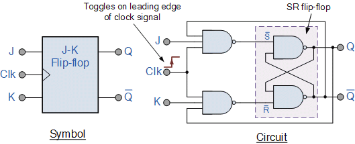 Toggles on leading edge
of clock signal
SR flip-flop
J
Clk
K
J-K
Flip-flop
Q
Q̅
Symbol
J
Clk
K
S̅
R̅
Q
Q̅
Circuit